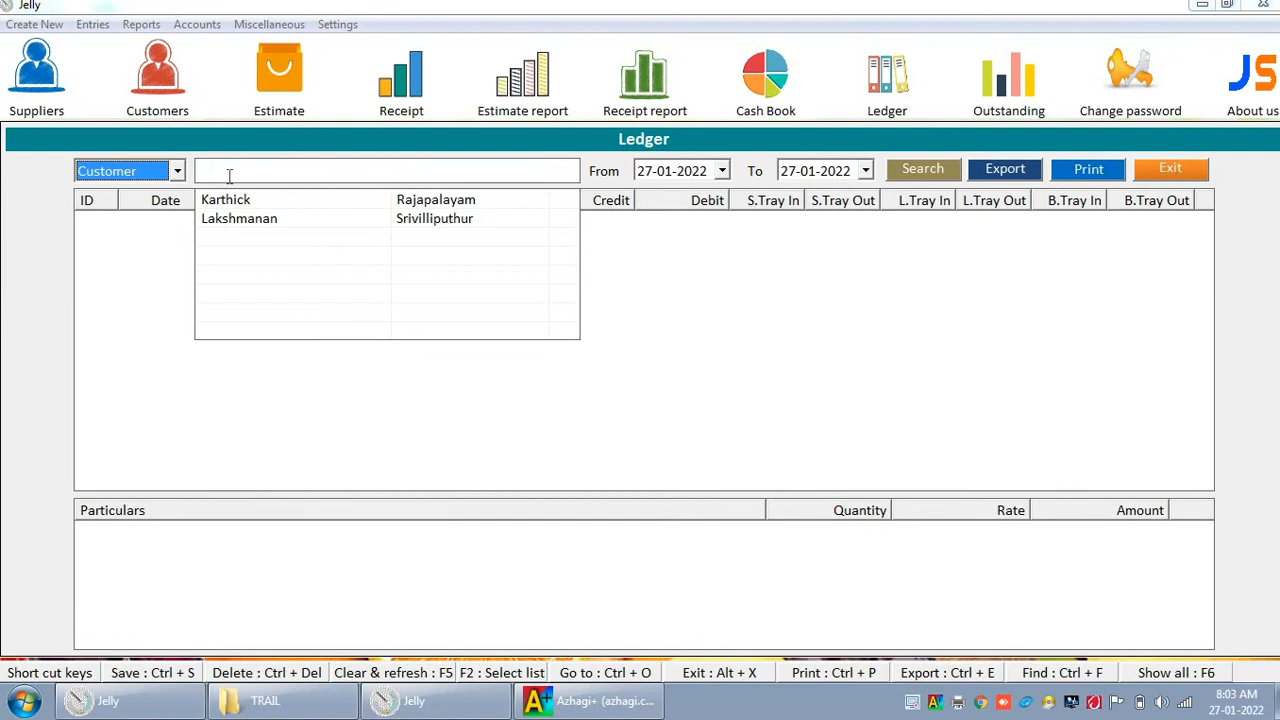 Jelly
Create New Entries Reports Accounts Miscellaneous Settings
Suppliers Customers Estimate Receipt Estimate report Receipt report Cash Book Ledger Outstanding Change password About us
JS
Ledger
Customer From 27-01-2022 To 27-01-2022 Search Export Print Exit
ID Date Credit Debit S.Tray In S.Tray Out L.Tray In L.Tray Out B.Tray In B.Tray Out
Karthick Rajapalayam
Lakshmanan Srivilliputhur
Particulars Quantity Rate Amount
Short cut keys Save : Ctrl + S Delete : Ctrl + Del Clear & refresh : F5 F2 : Select list Go to : Ctrl + O Exit : Alt + X Print : Ctrl + P Export : Ctrl + E Find : Ctrl + F Show all : F6
Jelly TRAIL Jelly A+ Azhagi+ (azhagi.c... 8:03 AM
27-01-2022